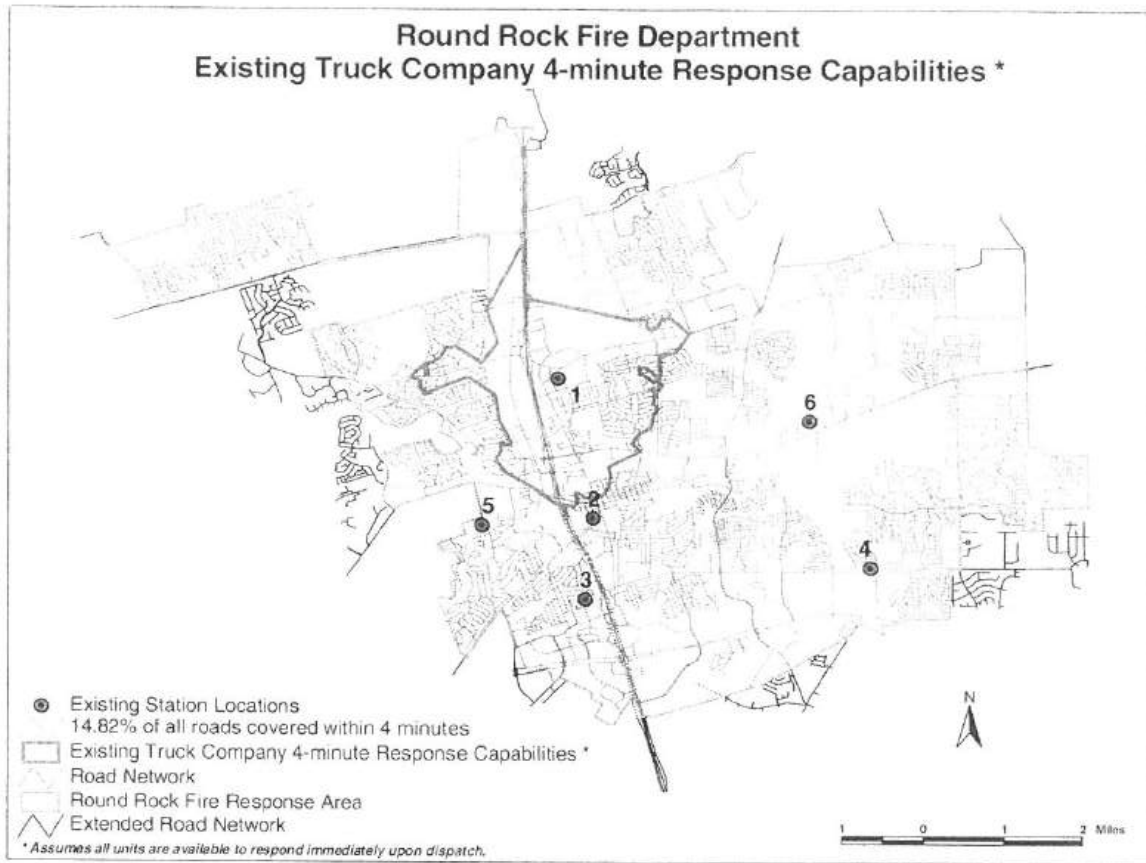 Round Rock Fire Department
Existing Truck Company 4-minute Response Capabilities *
1
6
2
5
4
3
Existing Station Locations
14.82% of all roads covered within 4 minutes
Existing Truck Company 4-minute Response Capabilities *
Road Network
Round Rock Fire Response Area
Extended Road Network
* Assumes all units are available to respond immediately upon dispatch.
N
1 0 1 2 Miles